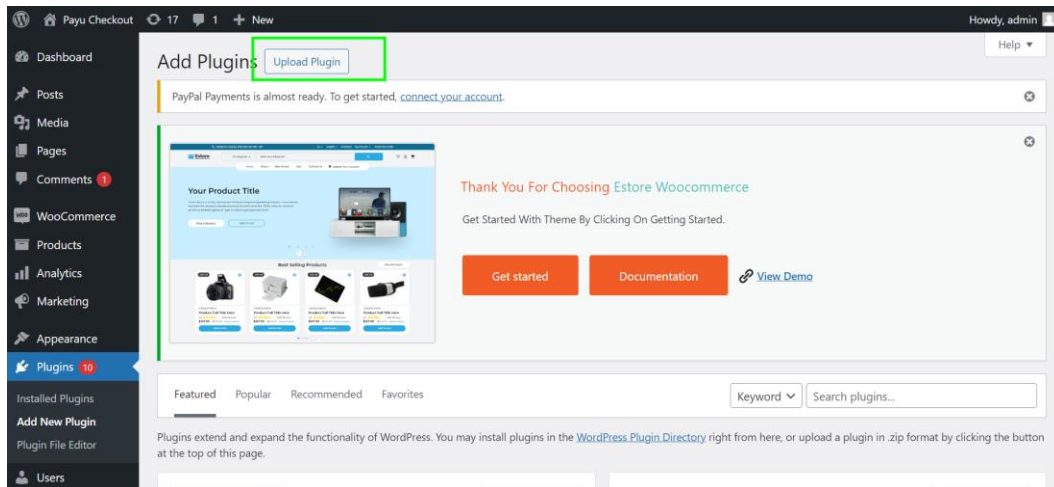 Payu Checkout 17 1 + New Howdy, admin
Help ▼
Dashboard
Posts
Media
Pages
Comments 1
WooCommerce
Products
Analytics
Marketing
Appearance
Plugins 10
Installed Plugins
Add New Plugin
Plugin File Editor
Users
Add Plugins Upload Plugin
PayPal Payments is almost ready. To get started, connect your account.
Estore
Your Product Title
Best Selling Products
Thank You For Choosing Estore Woocommerce
Get Started With Theme By Clicking On Getting Started.
Get started Documentation View Demo
Featured Popular Recommended Favorites Keyword Search plugins...
Plugins extend and expand the functionality of WordPress. You may install plugins in the WordPress Plugin Directory right from here, or upload a plugin in .zip format by clicking the button
at the top of this page.